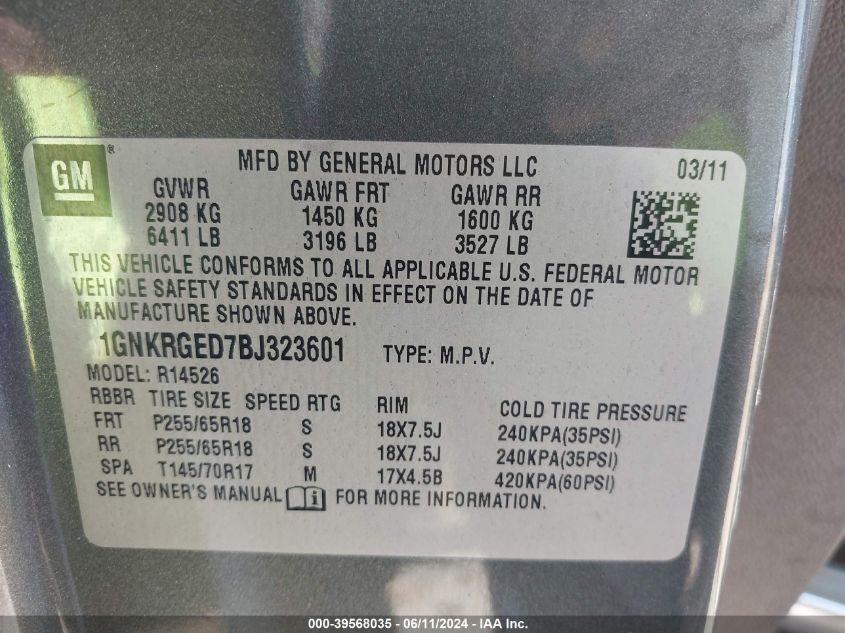 GM ® MFD BY GENERAL MOTORS LLC 03/11
GVWR GAWR FRT GAWR RR
2908 KG 1450 KG 1600 KG
6411 LB 3196 LB 3527 LB
THIS VEHICLE CONFORMS TO ALL APPLICABLE U.S. FEDERAL MOTOR
VEHICLE SAFETY STANDARDS IN EFFECT ON THE DATE OF
MANUFACTURE SHOWN ABOVE.
1GNKRGED7BJ323601 TYPE: M.P.V.
MODEL: R14526
RBBR TIRE SIZE SPEED RTG RIM COLD TIRE PRESSURE
FRT P255/65R18 S 18X7.5J 240KPA(35PSI)
RR P255/65R18 S 18X7.5J 240KPA(35PSI)
SPA T145/70R17 M 17X4.5B 420KPA(60PSI)
SEE OWNER'S MANUAL i FOR MORE INFORMATION.
000-39568035 - 06/11/2024 - IAA Inc.